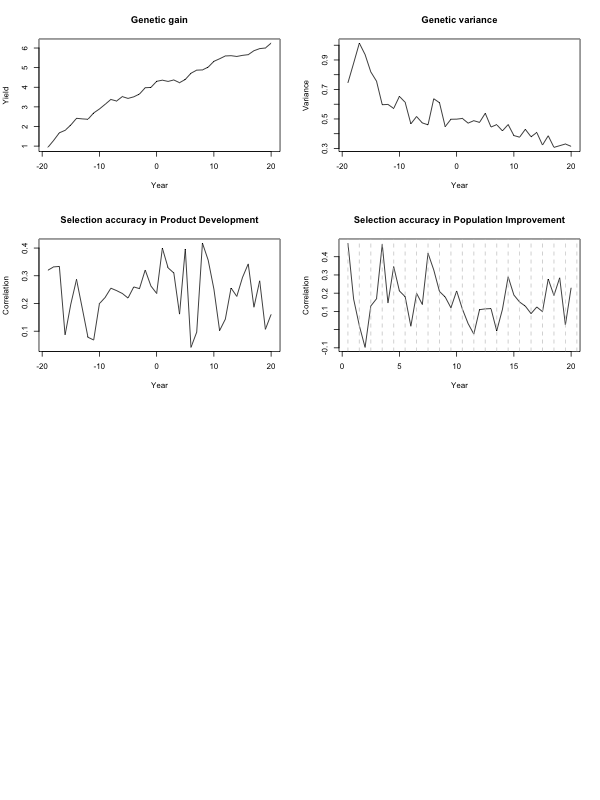 Genetic gain
Yield
6
5
4
3
2
1
-20 -10 0 10 20
Year
Genetic variance
Variance
0.9
0.7
0.5
0.3
-20 -10 0 10 20
Year
Selection accuracy in Product Development
Correlation
0.4
0.3
0.2
0.1
-20 -10 0 10 20
Year
Selection accuracy in Population Improvement
Correlation
0.4
0.3
0.2
0.1
-0.1
0 5 10 15 20
Year